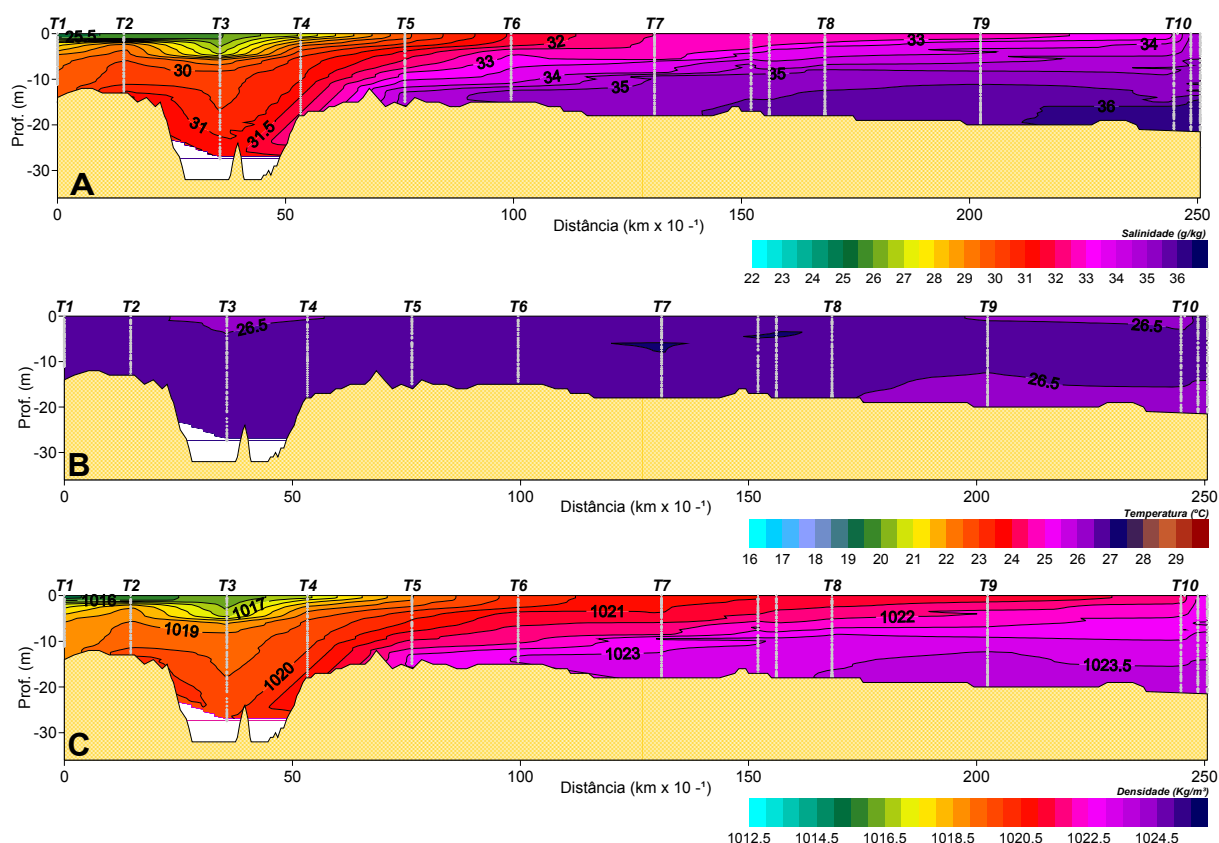 T1 T2 T3 T4 T5 T6 T7 T8 T9 T10
0
-10
-20
-30
Prof. (m)
25.5
30
31
31.5
32
33
34
35
33
34
35
36
A
0 50 100 150 200 250
Distância (km x 10 -¹)
Salinidade (g/kg)
22 23 24 25 26 27 28 29 30 31 32 33 34 35 36
T1 T2 T3 T4 T5 T6 T7 T8 T9 T10
0
-10
-20
-30
Prof. (m)
26.5
26.5
26.5
B
0 50 100 150 200 250
Distância (km x 10 -¹)
Temperatura (ºC)
16 17 18 19 20 21 22 23 24 25 26 27 28 29
T1 T2 T3 T4 T5 T6 T7 T8 T9 T10
0
-10
-20
-30
Prof. (m)
1016
1017
1019
1020
1021
1022
1023
1023.5
C
0 50 100 150 200 250
Distância (km x 10 -¹)
Densidade (Kg/m³)
1012.5 1014.5 1016.5 1018.5 1020.5 1022.5 1024.5